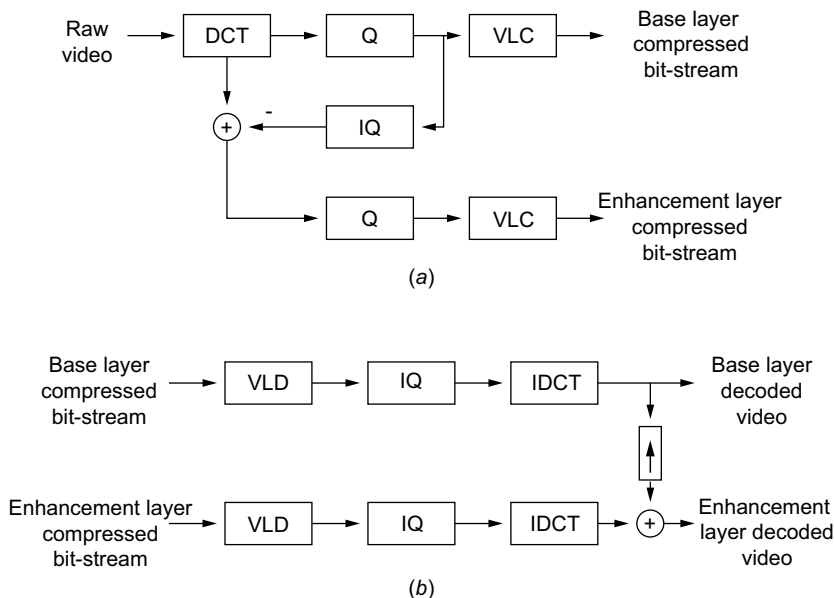 Raw
video
DCT
Q
VLC
Base layer
compressed
bit-stream
-
+
IQ
Q
VLC
Enhancement layer
compressed
bit-stream
(a)
Base layer
compressed
bit-stream
VLD
IQ
IDCT
Base layer
decoded
video
Enhancement layer
compressed
bit-stream
VLD
IQ
IDCT
+
Enhancement
layer decoded
video
(b)